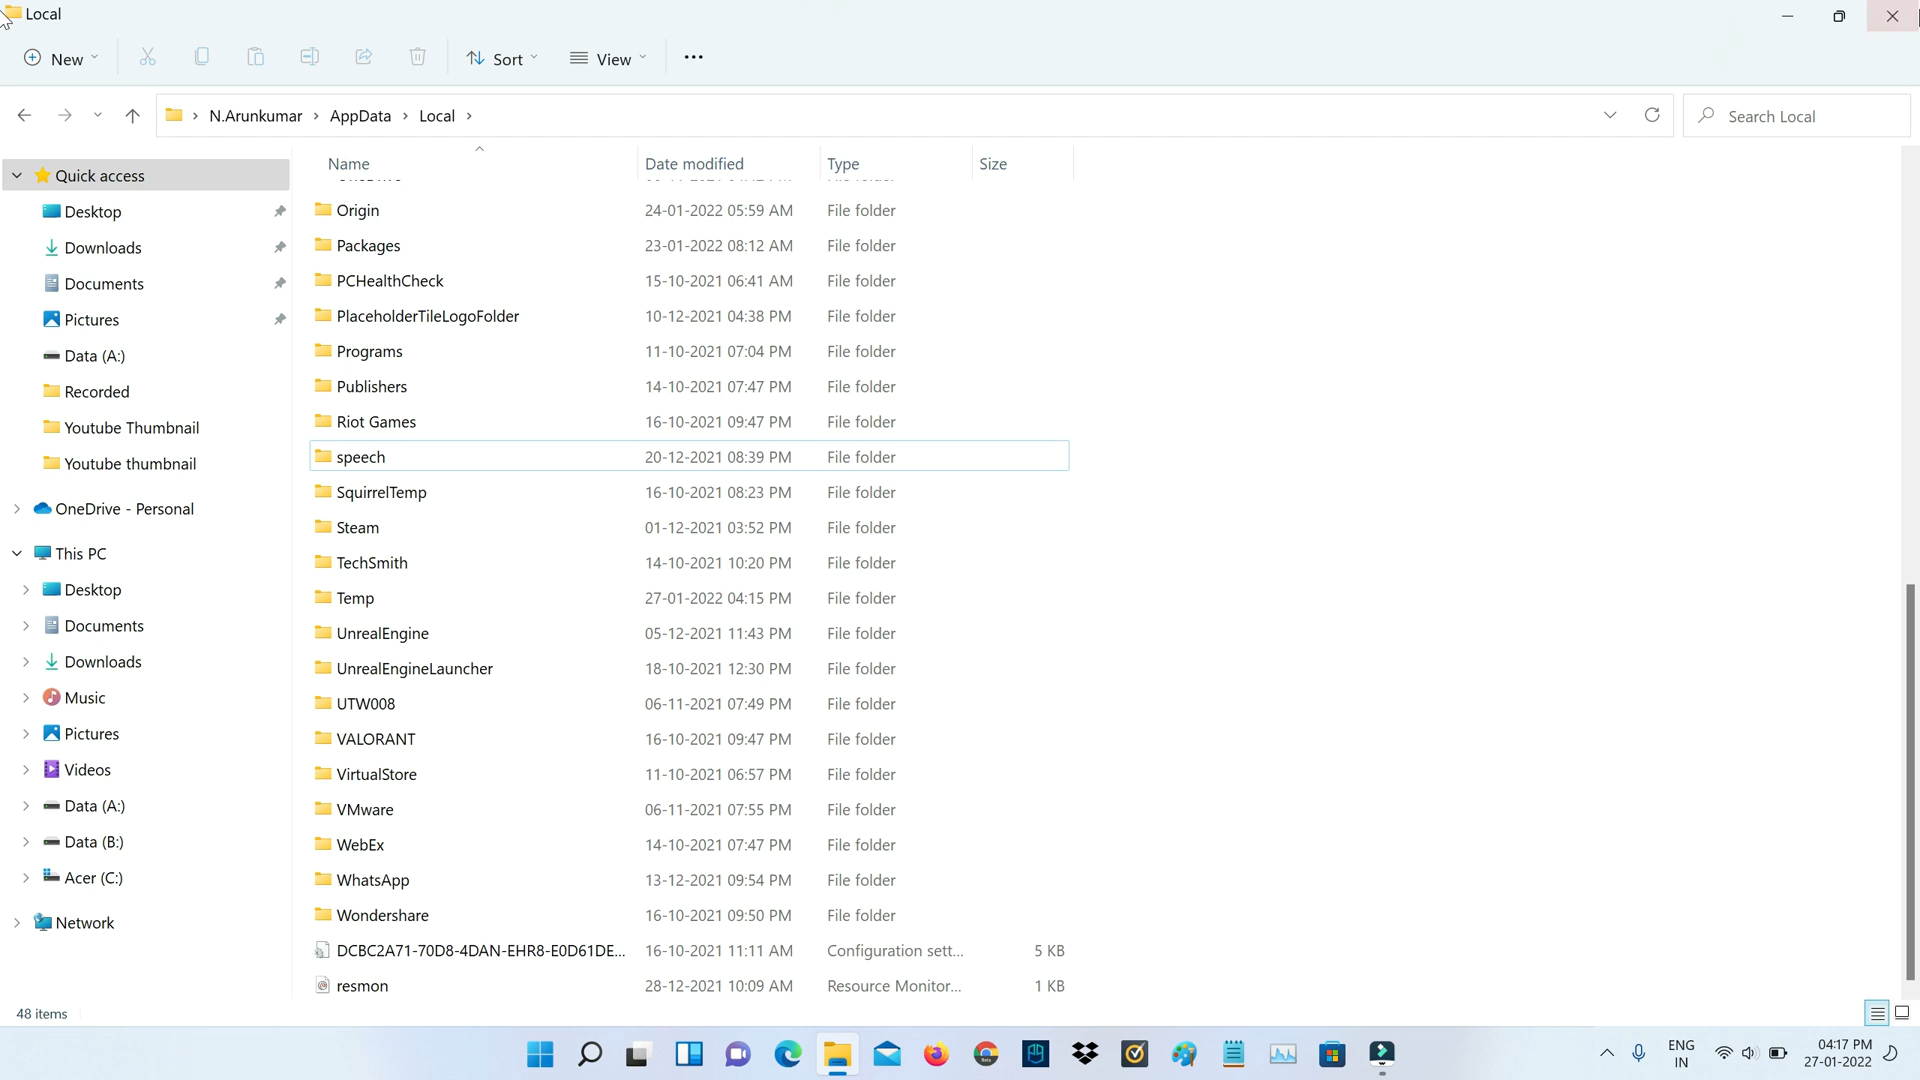 Local
New
Sort
View
N.Arunkumar > AppData > Local >
Search Local
Name Date modified Type Size
Quick access
Desktop
Downloads
Documents
Pictures
Data (A:)
Recorded
Youtube Thumbnail
Youtube thumbnail
OneDrive - Personal
This PC
Desktop
Documents
Downloads
Music
Pictures
Videos
Data (A:)
Data (B:)
Acer (C:)
Network
Origin 24-01-2022 05:59 AM File folder
Packages 23-01-2022 08:12 AM File folder
PCHealthCheck 15-10-2021 06:41 AM File folder
PlaceholderTileLogoFolder 10-12-2021 04:38 PM File folder
Programs 11-10-2021 07:04 PM File folder
Publishers 14-10-2021 07:47 PM File folder
Riot Games 16-10-2021 09:47 PM File folder
speech 20-12-2021 08:39 PM File folder
SquirrelTemp 16-10-2021 08:23 PM File folder
Steam 01-12-2021 03:52 PM File folder
TechSmith 14-10-2021 10:20 PM File folder
Temp 27-01-2022 04:15 PM File folder
UnrealEngine 05-12-2021 11:43 PM File folder
UnrealEngineLauncher 18-10-2021 12:30 PM File folder
UTW008 06-11-2021 07:49 PM File folder
VALORANT 16-10-2021 09:47 PM File folder
VirtualStore 11-10-2021 06:57 PM File folder
VMware 06-11-2021 07:55 PM File folder
WebEx 14-10-2021 07:47 PM File folder
WhatsApp 13-12-2021 09:54 PM File folder
Wondershare 16-10-2021 09:50 PM File folder
DCBC2A71-70D8-4DAN-EHR8-E0D61DE... 16-10-2021 11:11 AM Configuration sett... 5 KB
resmon 28-12-2021 10:09 AM Resource Monitor... 1 KB
48 items
ENG
IN
04:17 PM
27-01-2022